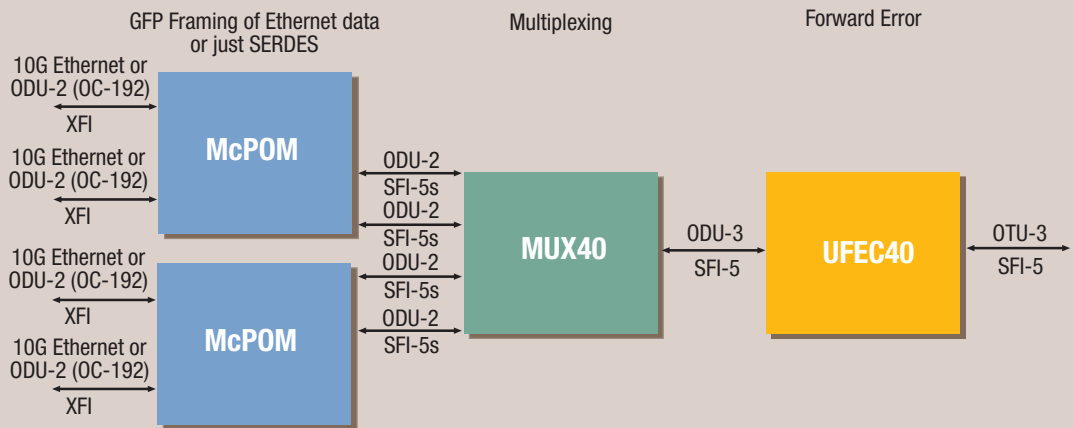 GFP Framing of Ethernet data
or just SERDES
Multiplexing
Forward Error
10G Ethernet or
ODU-2 (OC-192)
XFI
10G Ethernet or
ODU-2 (OC-192)
XFI
McPOM
10G Ethernet or
ODU-2 (OC-192)
XFI
10G Ethernet or
ODU-2 (OC-192)
XFI
McPOM
ODU-2
SFI-5s
ODU-2
SFI-5s
ODU-2
SFI-5s
ODU-2
SFI-5s
MUX40
ODU-3
SFI-5
UFEC40
OTU-3
SFI-5